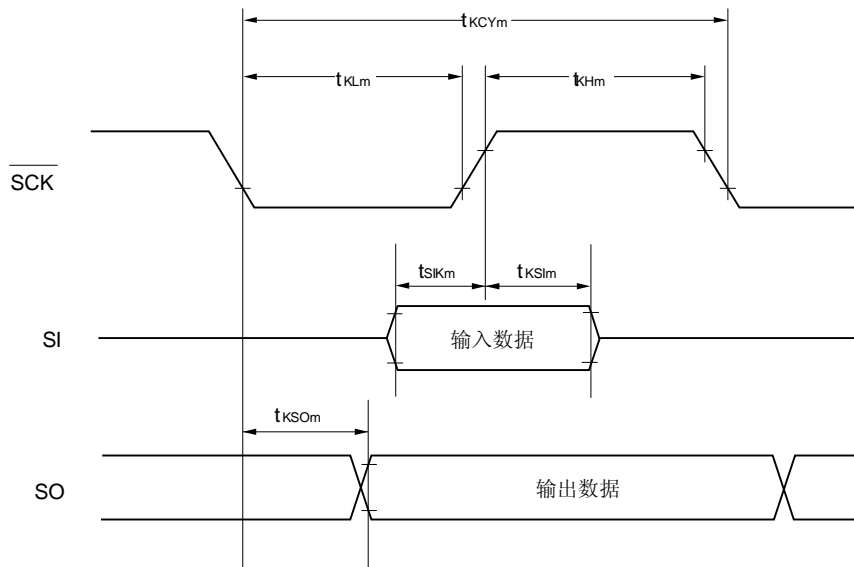 tKCYm
tKLm
tKHm
SCK
tSIKm
tKSIm
SI
输入数据
tKSOm
SO
输出数据